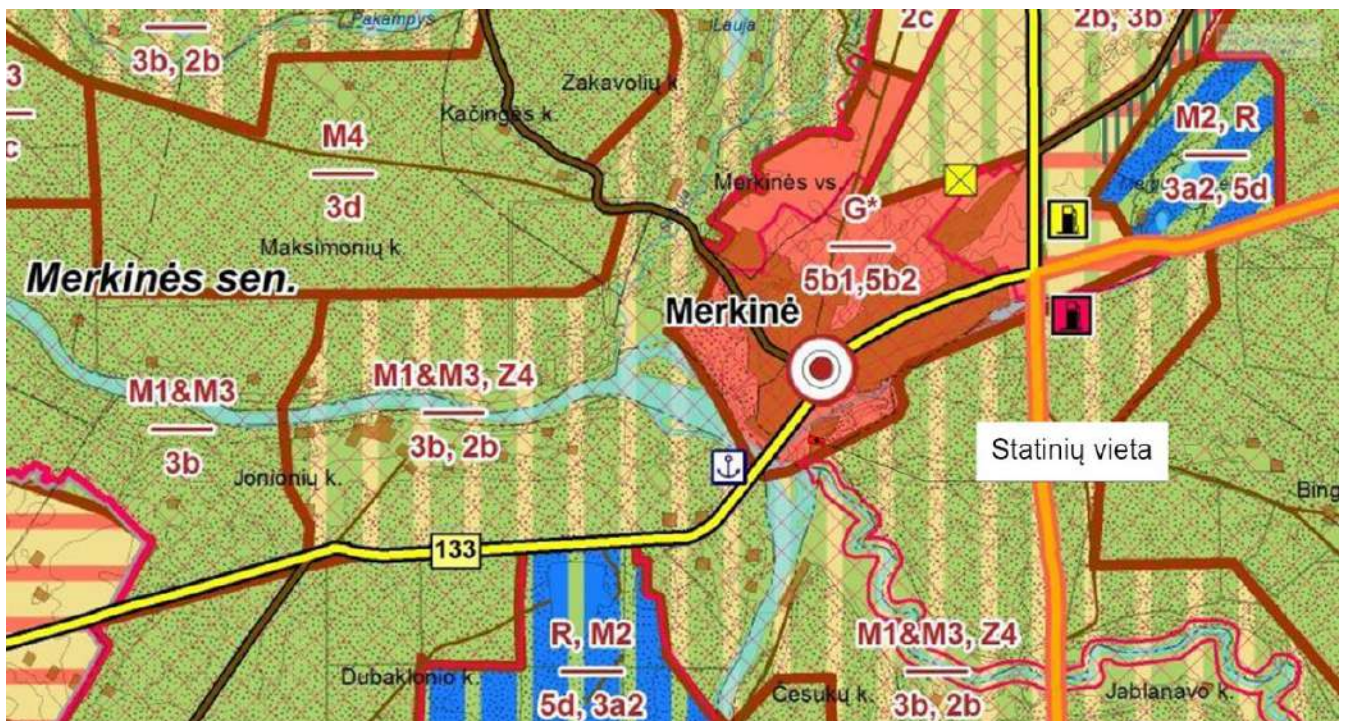 Pakampys
Lauja
2c
2b, 3b
3b, 2b
Zakavolių k.
3
c
Kačingės k.
M4
3d
M2, R
3a2, 5d
Merkinės vs.
G*
5b1,5b2
Maksimonių k.
Merkinės sen.
Merkinė
M1&M3
3b
M1&M3, Z4
3b, 2b
Statinių vieta
Jonionių k.
Bing
133
R, M2
5d, 3a2
M1&M3, Z4
3b, 2b
Dubaklonio k.
Česukų k.
Jablanavo k.